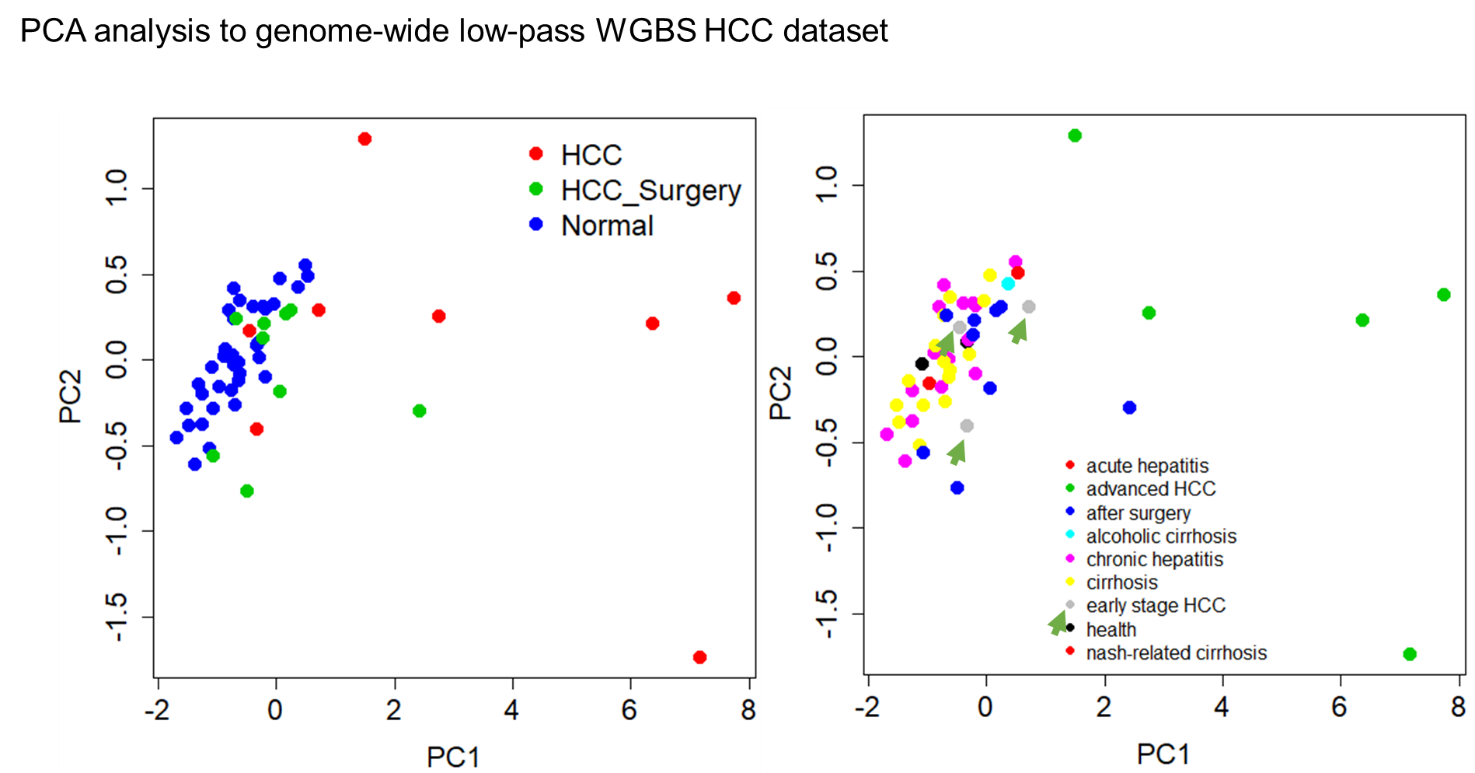 PCA analysis to genome-wide low-pass WGBS HCC dataset
HCC
HCC_Surgery
Normal
1.0
0.5
0.0
-0.5
-1.0
-1.5
PC2
-2
0
2
4
6
8
PC1
1.0
0.5
0.0
-0.5
-1.0
-1.5
PC2
acute hepatitis
advanced HCC
after surgery
alcoholic cirrhosis
chronic hepatitis
cirrhosis
early stage HCC
health
nash-related cirrhosis
-2
0
2
4
6
8
PC1